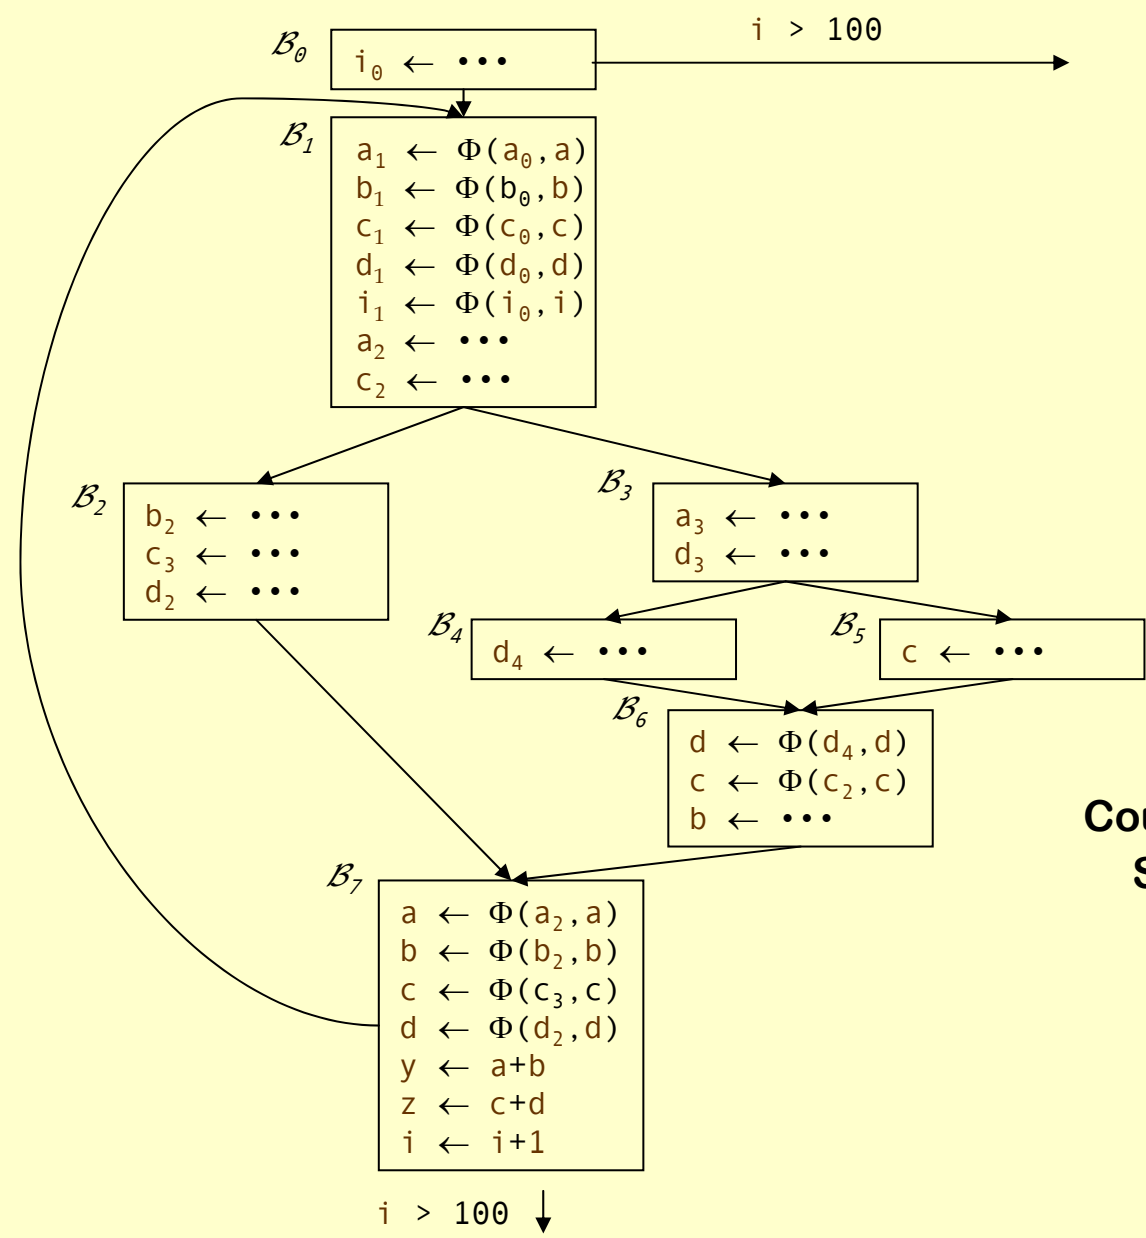 i > 100
ℬ₀
i₀ ← •••
ℬ₁
a₁ ← Φ(a₀,a)
b₁ ← Φ(b₀,b)
c₁ ← Φ(c₀,c)
d₁ ← Φ(d₀,d)
i₁ ← Φ(i₀,i)
a₂ ← •••
c₂ ← •••
ℬ₂
b₂ ← •••
c₃ ← •••
d₂ ← •••
ℬ₃
a₃ ← •••
d₃ ← •••
ℬ₄
d₄ ← •••
ℬ₅
c ← •••
ℬ₆
d ← Φ(d₄,d)
c ← Φ(c₂,c)
b ← •••
ℬ₇
a ← Φ(a₂,a)
b ← Φ(b₂,b)
c ← Φ(c₃,c)
d ← Φ(d₂,d)
y ← a+b
z ← c+d
i ← i+1
i > 100